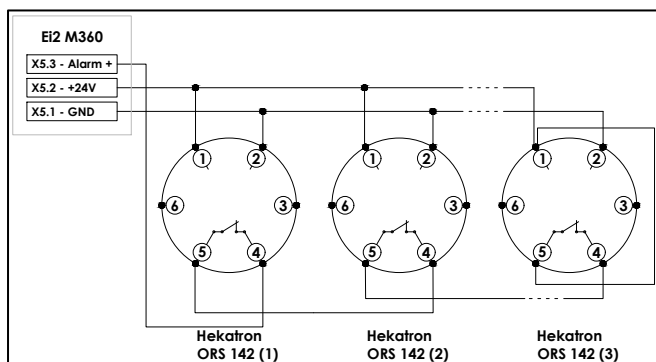 Ei2 M360
X5.3 - Alarm +
X5.2 - +24V
X5.1 - GND
1 2 1 2 1 2
6 3 6 3 6 3
5 4 5 4 5 4
Hekatron Hekatron Hekatron
ORS 142 (1) ORS 142 (2) ORS 142 (3)